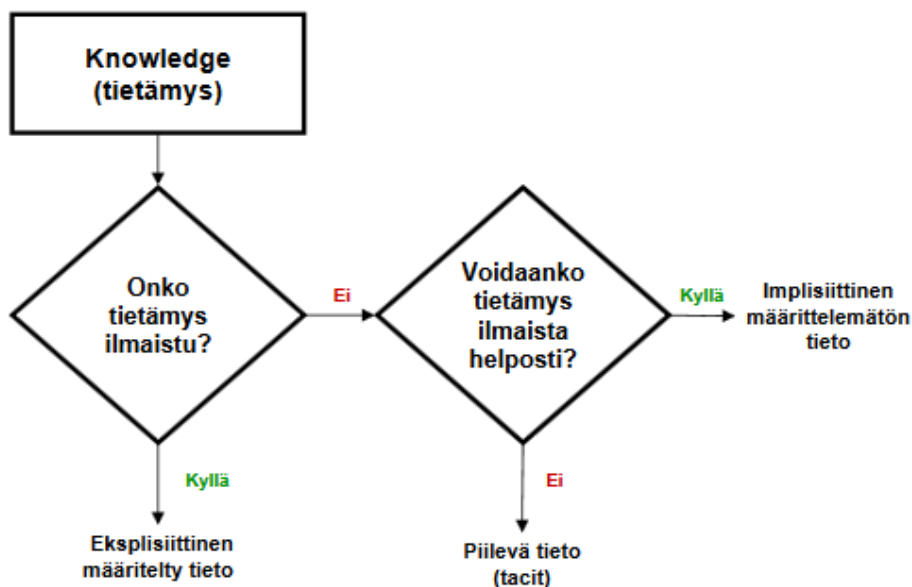 Knowledge
(tietämys)
Onko
tietämys
ilmaistu?
Ei
Voidaanko
tietämys
ilmaista
helposti?
Kyllä
Implisiittinen
määrittelemätön
tieto
Kyllä
Ei
Eksplisiittinen
määritelty tieto
Piilevä tieto
(tacit)